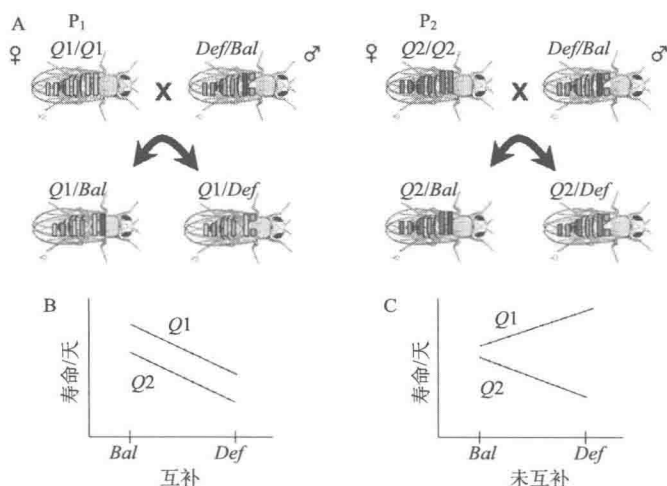 A
P₁
P₂
♀ Q1/Q1 X Def/Bal ♂
♀ Q2/Q2 X Def/Bal ♂
Q1/Bal Q1/Def
Q2/Bal Q2/Def
B
寿命/天
Q1
Q2
Bal Def
互补
C
寿命/天
Q1
Q2
Bal Def
未互补